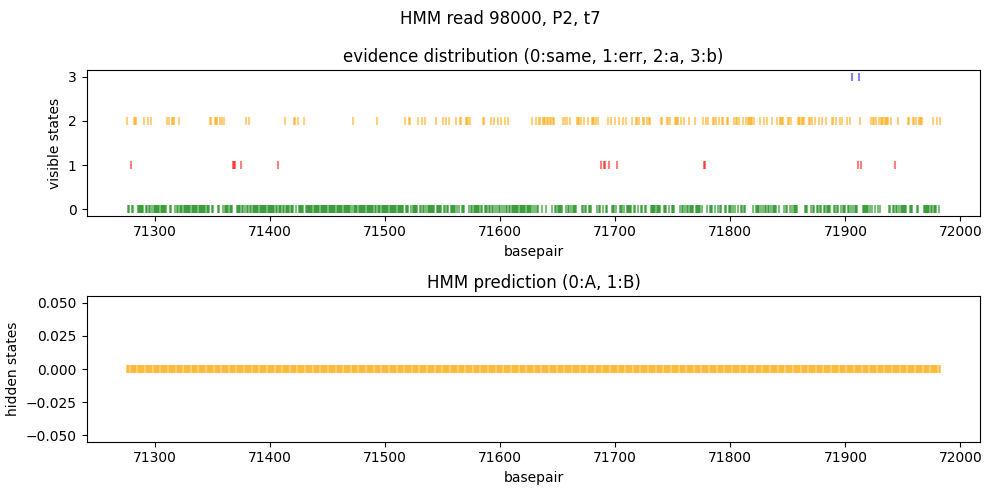 HMM read 98000, P2, t7
evidence distribution (0:same, 1:err, 2:a, 3:b)
visible states
3
2
1
0
71300 71400 71500 71600 71700 71800 71900 72000
basepair
HMM prediction (0:A, 1:B)
hidden states
0.050
0.025
0.000
−0.025
−0.050
71300 71400 71500 71600 71700 71800 71900 72000
basepair